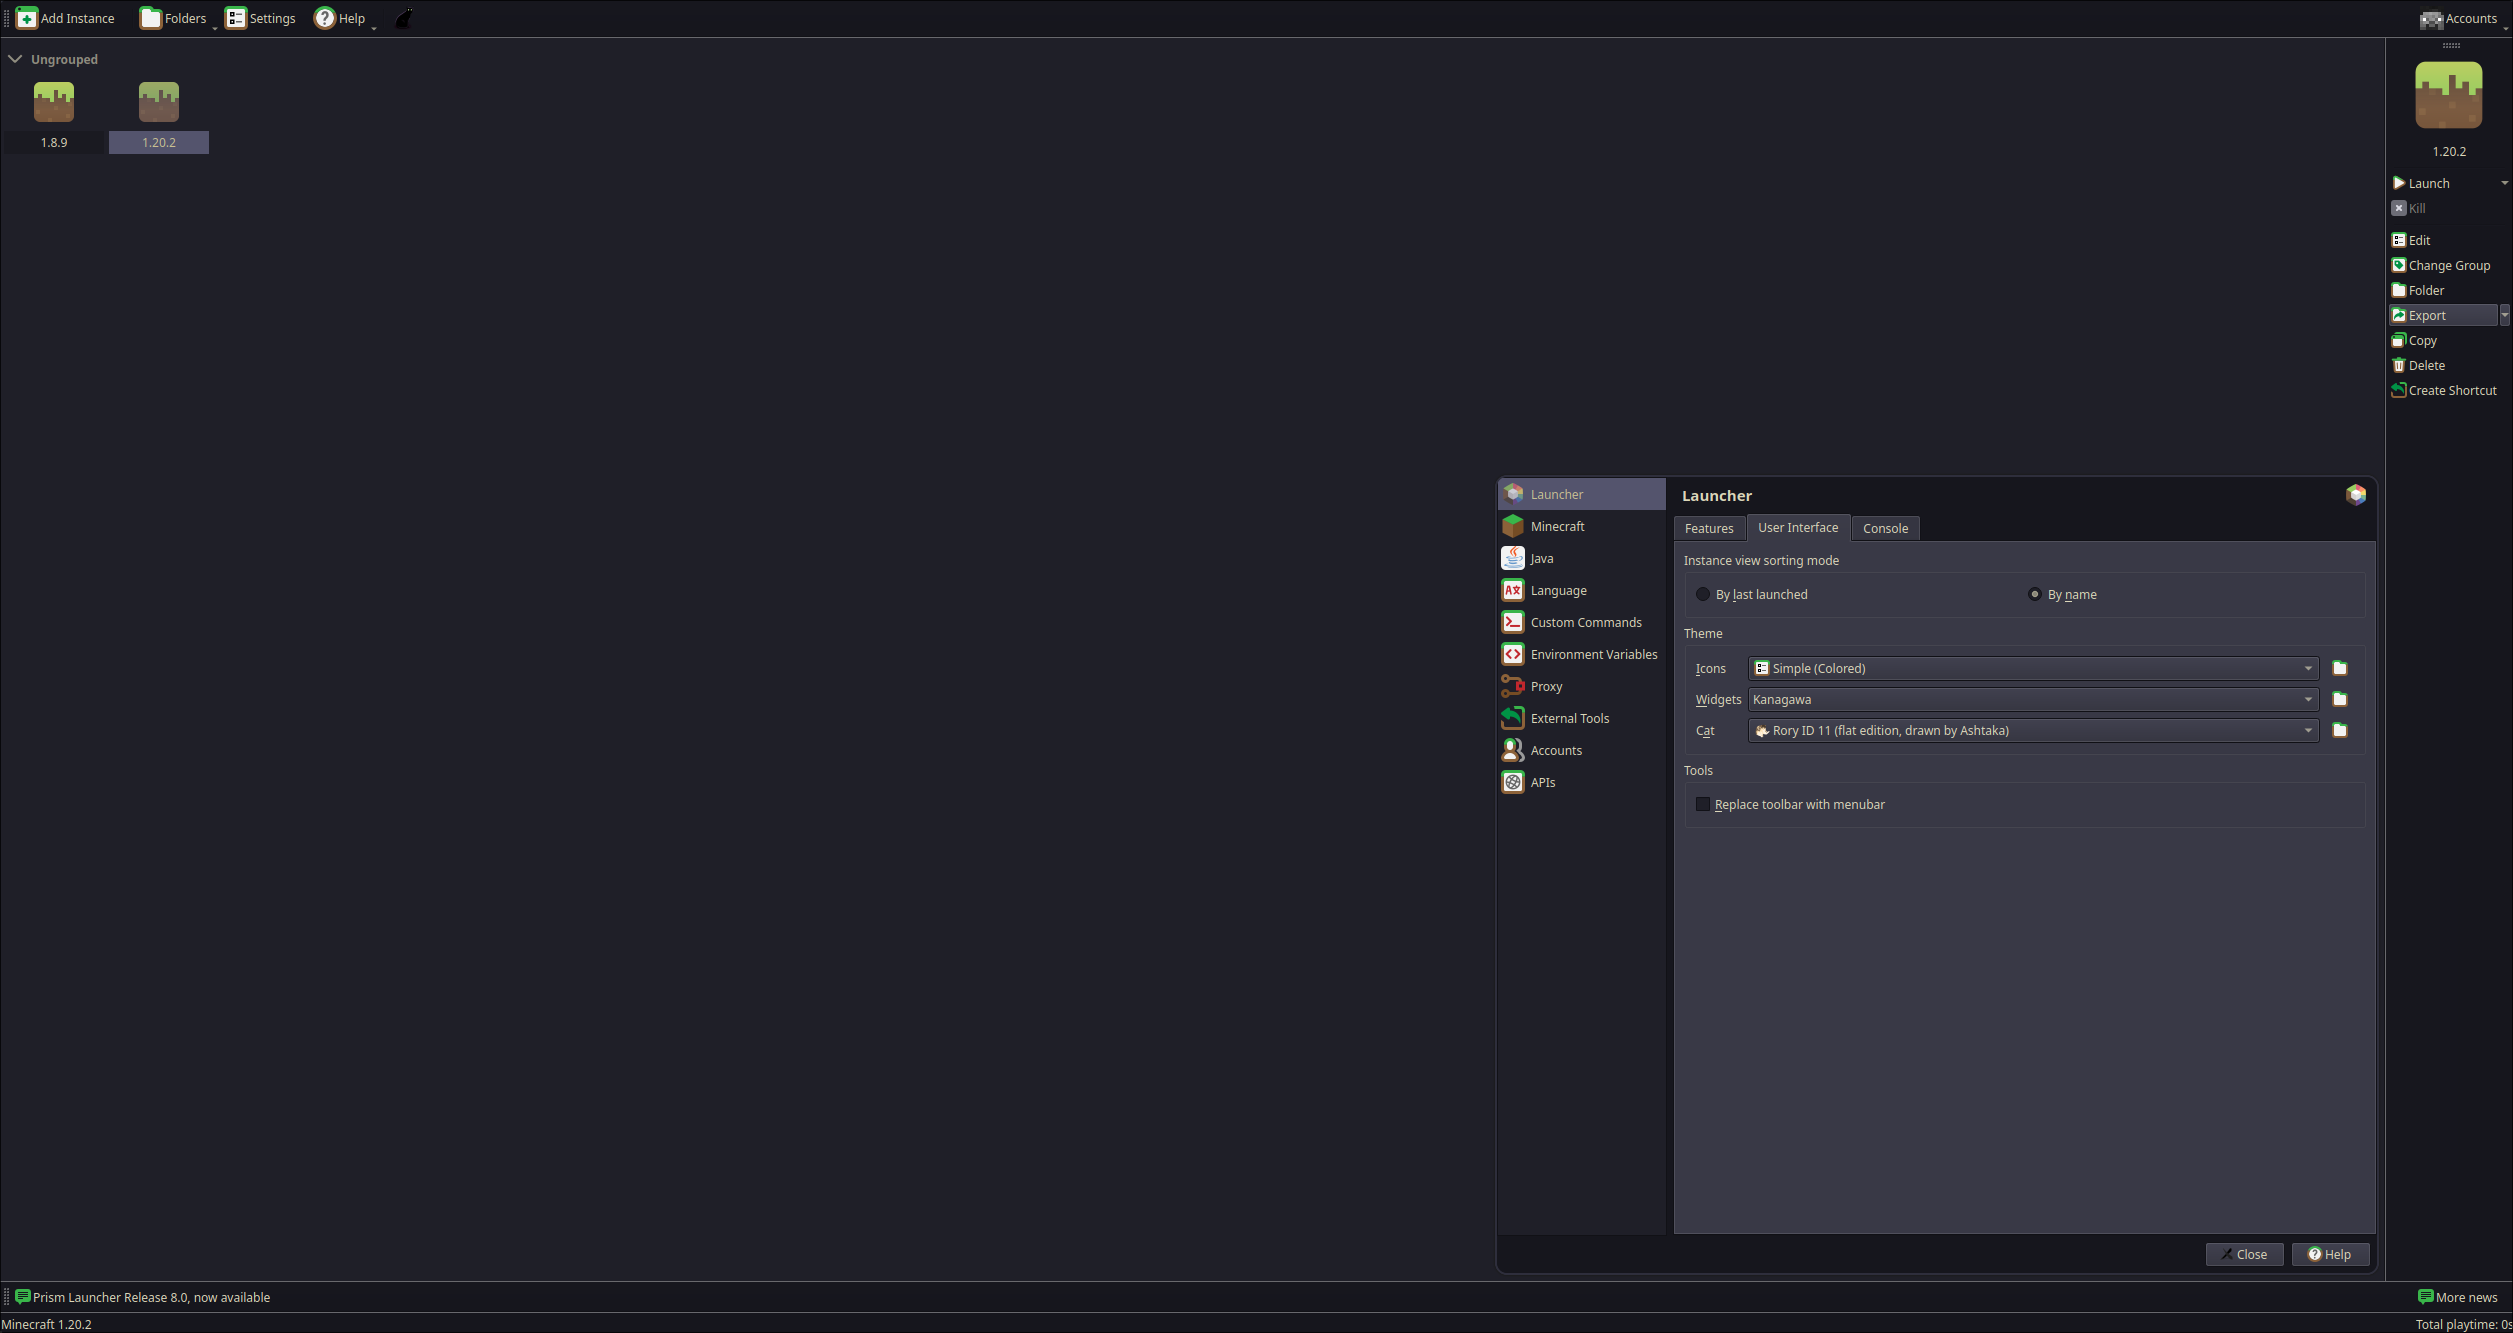 Add Instance Folders Settings Help Accounts
Ungrouped
1.8.9 1.20.2
1.20.2
Launch
Kill
Edit
Change Group
Folder
Export
Copy
Delete
Create Shortcut
Launcher
Minecraft
Java
Language
Custom Commands
Environment Variables
Proxy
External Tools
Accounts
APIs
Launcher
Features User Interface Console
Instance view sorting mode
By last launched By name
Theme
Icons Simple (Colored)
Widgets Kanagawa
Cat Rory ID 11 (flat edition, drawn by Ashtaka)
Tools
Replace toolbar with menubar
Close Help
Prism Launcher Release 8.0, now available More news
Minecraft 1.20.2 Total playtime: 0s